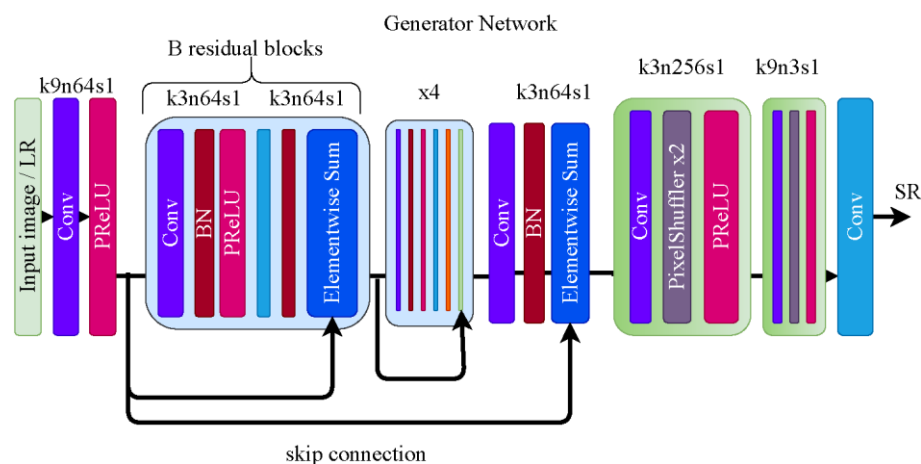 Generator Network
B residual blocks
k9n64s1
k3n64s1
k3n64s1
x4
k3n64s1
k3n256s1
k9n3s1
Input image / LR
Conv
PReLU
Conv
BN
PReLU
Elementwise Sum
Conv
BN
Elementwise Sum
Conv
PixelShuffler x2
PReLU
Conv
SR
skip connection